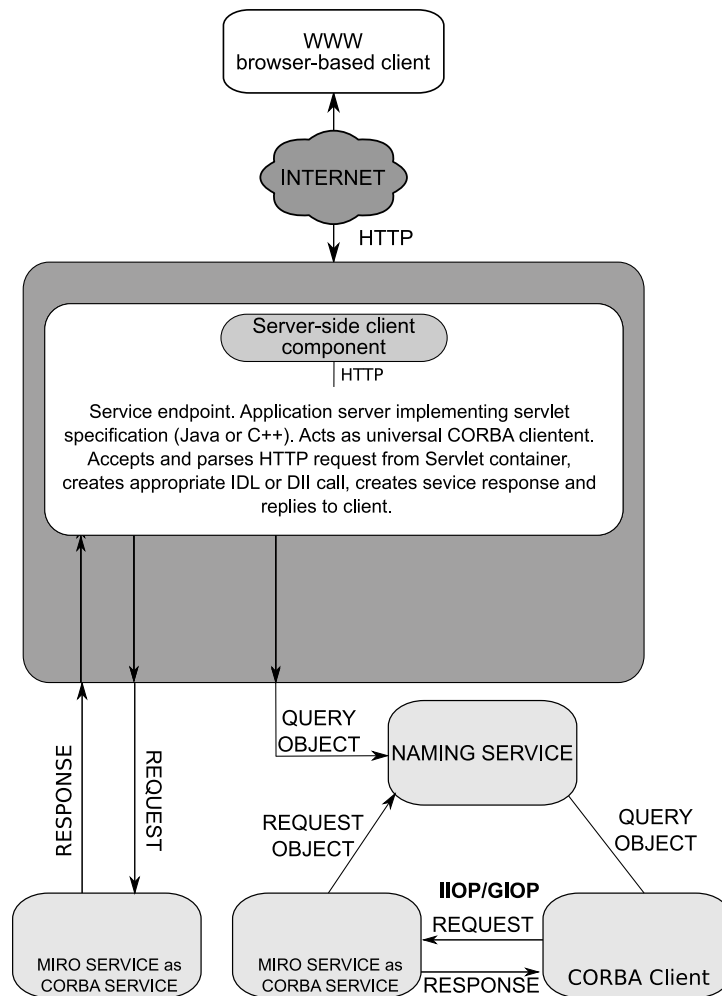 WWW
browser-based client
INTERNET
HTTP
Server-side client
component
HTTP
Service endpoint. Application server implementing servlet
specification (Java or C++). Acts as universal CORBA clientent.
Accepts and parses HTTP request from Servlet container,
creates appropriate IDL or DII call, creates sevice response and
replies to client.
RESPONSE
REQUEST
QUERY
OBJECT
NAMING SERVICE
REQUEST
OBJECT
QUERY
OBJECT
IIOP/GIOP
REQUEST
RESPONSE
MIRO SERVICE as
CORBA SERVICE
MIRO SERVICE as
CORBA SERVICE
CORBA Client